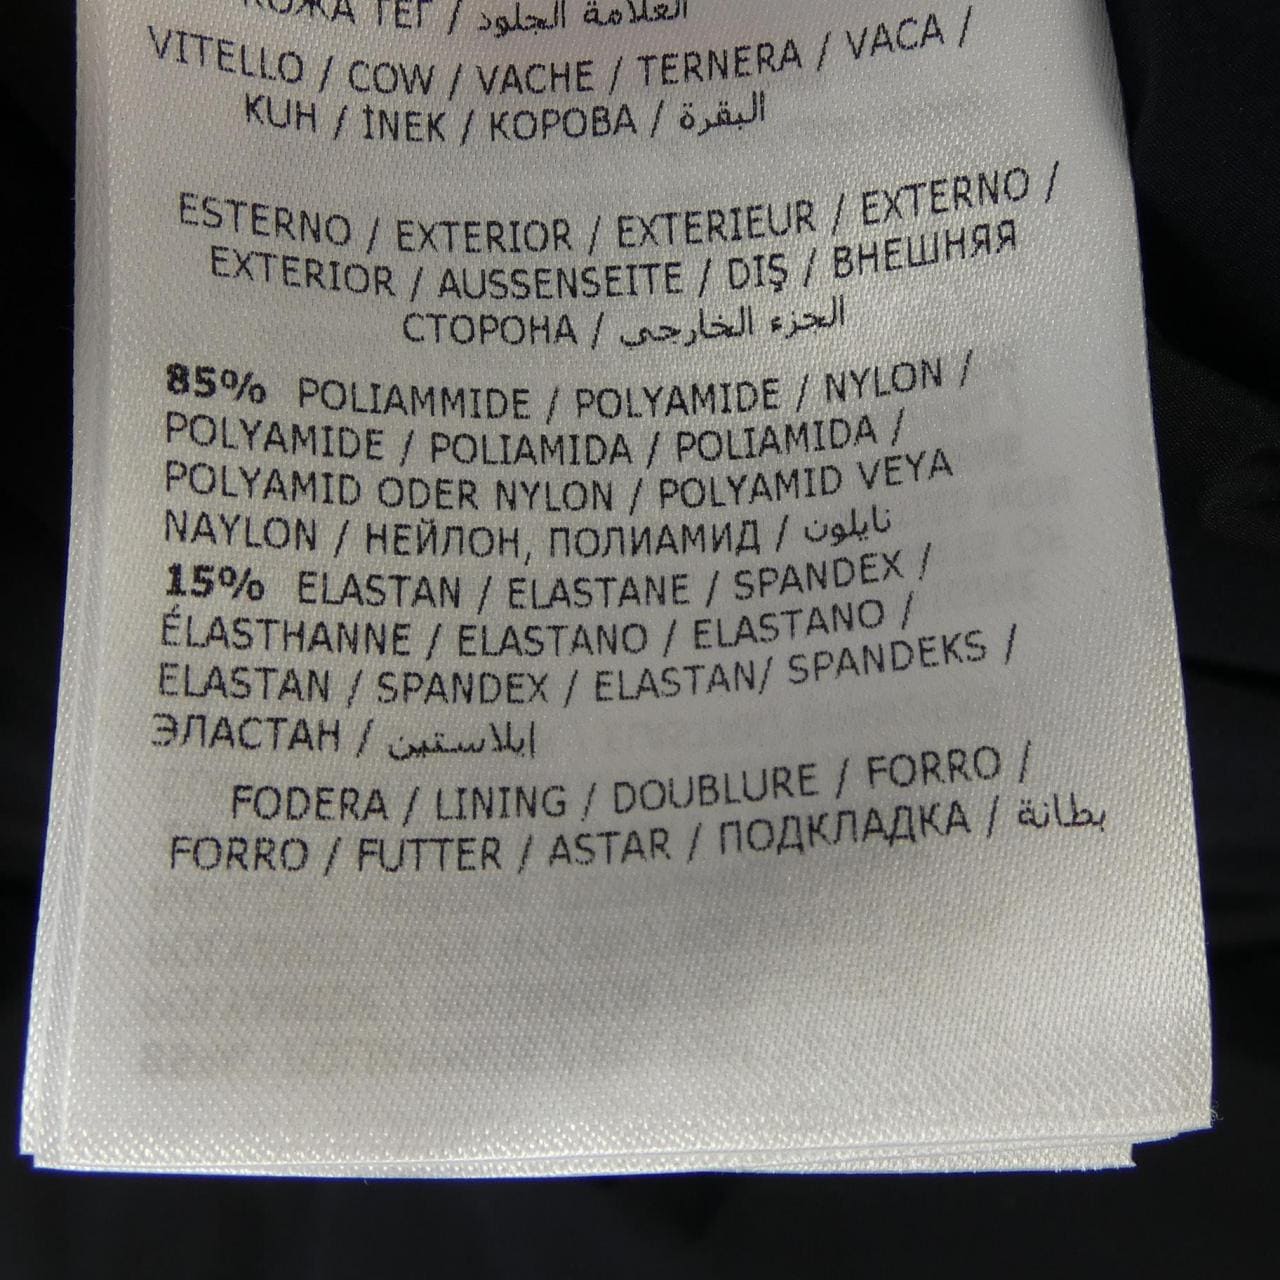 КОЖА ТЕГ / العلامة الجلود
VITELLO / COW / VACHE / TERNERA / VACA /
KUH / İNEK / КОРОВА / البقرة
ESTERNO / EXTERIOR / EXTERIEUR / EXTERNO /
EXTERIOR / AUSSENSEITE / DIŞ / ВНЕШНЯЯ
СТОРОНА / الجزء الخارجي
85% POLIAMMIDE / POLYAMIDE / NYLON /
POLYAMIDE / POLIAMIDA / POLIAMIDA /
POLYAMID ODER NYLON / POLYAMID VEYA
NAYLON / НЕЙЛОН, ПОЛИАМИД / نايلون
15% ELASTAN / ELASTANE / SPANDEX /
ÉLASTHANNE / ELASTANO / ELASTANO /
ELASTAN / SPANDEX / ELASTAN/ SPANDEKS /
ЭЛАСТАН / إيلاستين
FODERA / LINING / DOUBLURE / FORRO /
FORRO / FUTTER / ASTAR / ПОДКЛАДКА / بطانة